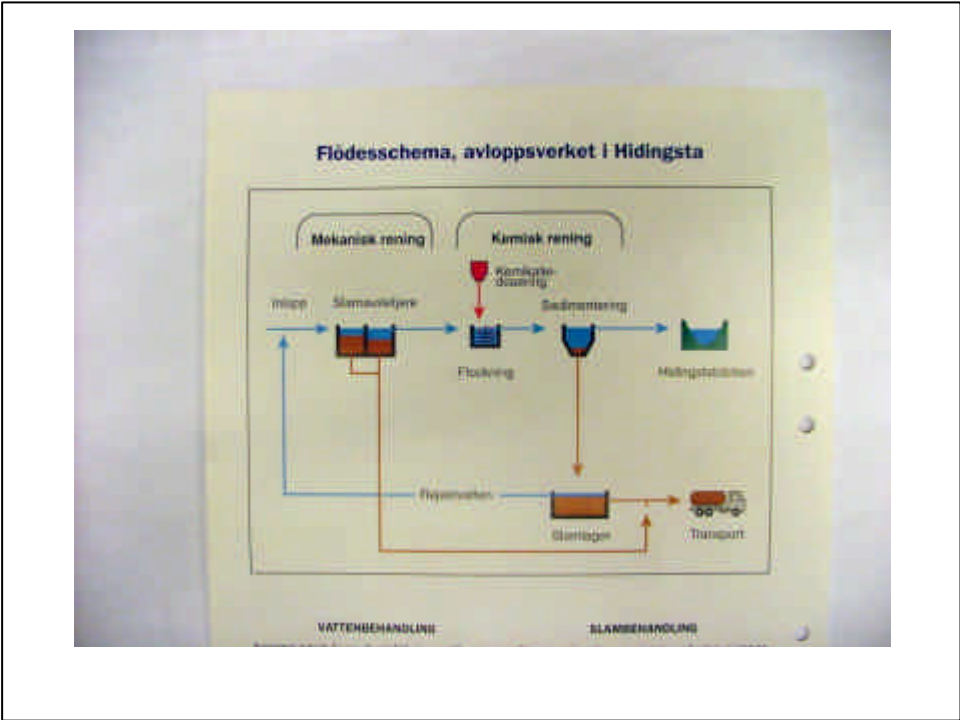 Flödesschema, avloppsverket i Hidingsta
Mekanisk rening
Kemisk rening
Kemikalie-
dosering
Inlopp
Slamavskiljare
Sedimentering
Flockning
Hidingstabäcken
Rejektvatten
Slamlager
Transport
VATTENBEHANDLING
SLAMBEHANDLING